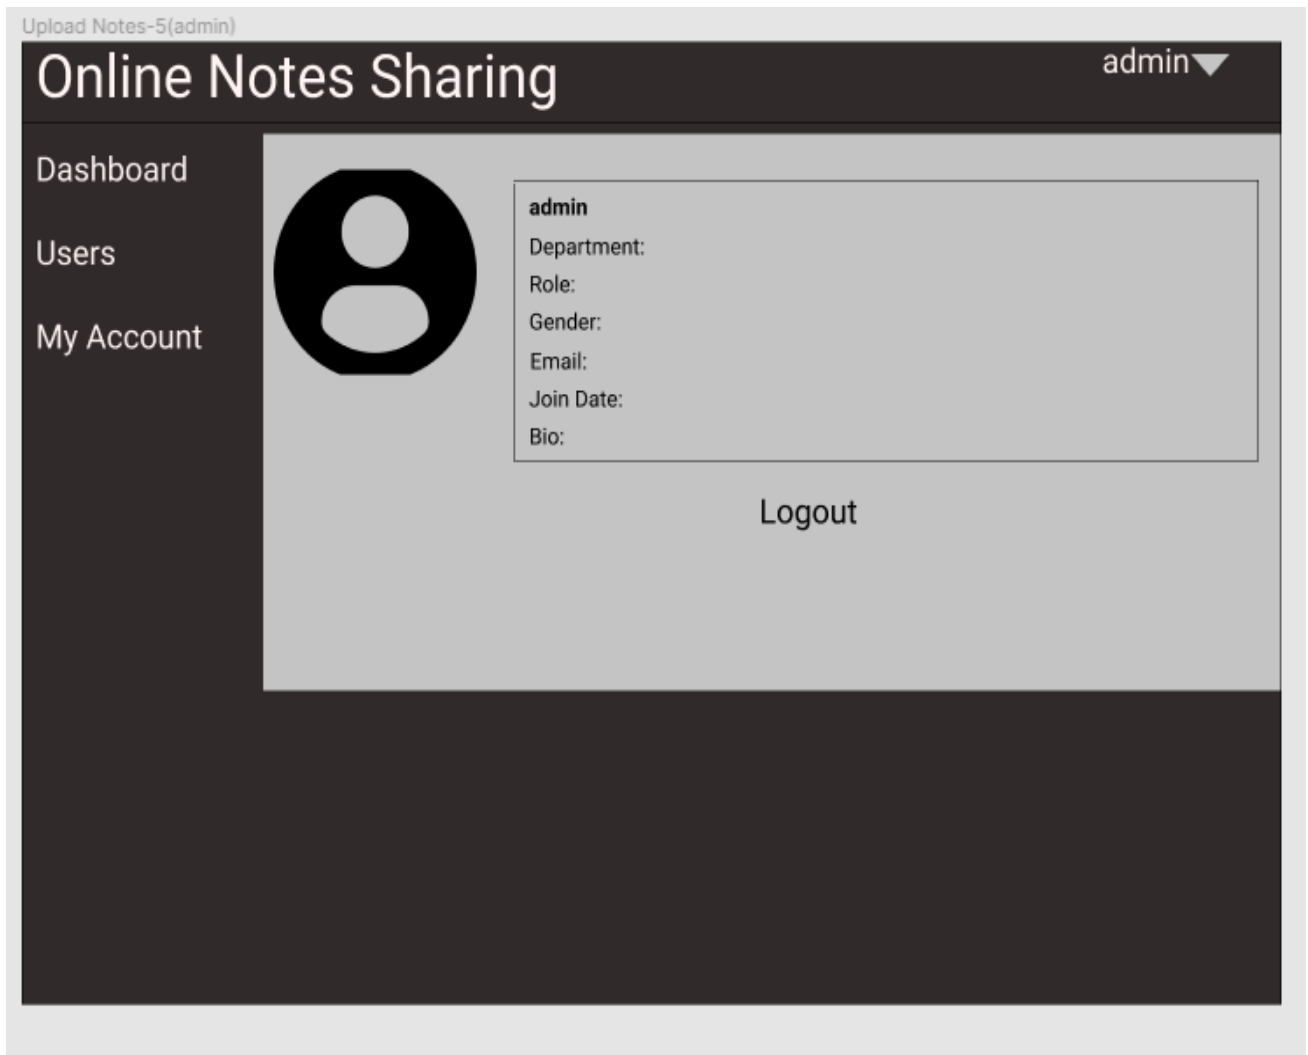 Upload Notes-5(admin)
Online Notes Sharing
admin
Dashboard
Users
My Account
admin
Department:
Role:
Gender:
Email:
Join Date:
Bio:
Logout